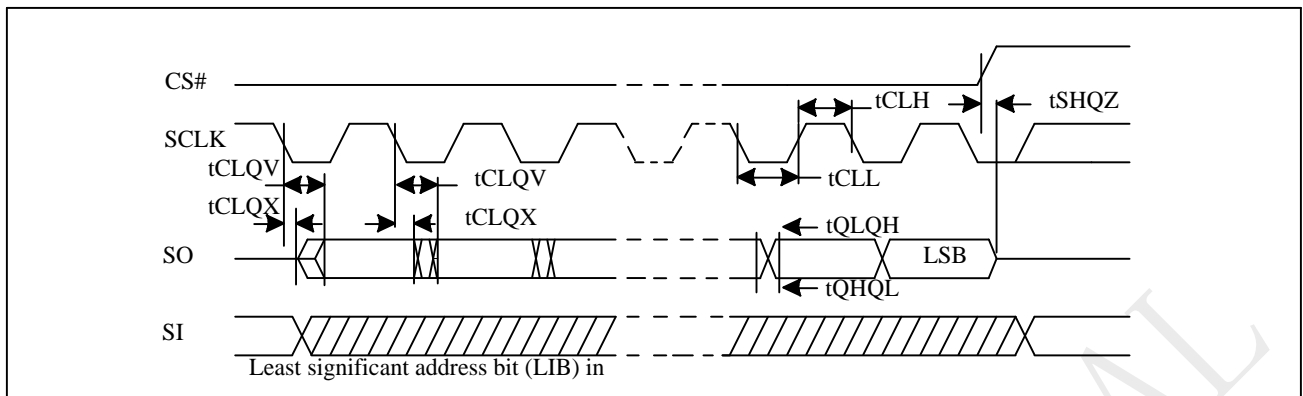 CS#
tCLH
tSHQZ
SCLK
tCLQV
tCLQV
tCLL
tCLQX
tCLQX
tQLQH
SO
LSB
tQHQL
SI
Least significant address bit (LIB) in
AL